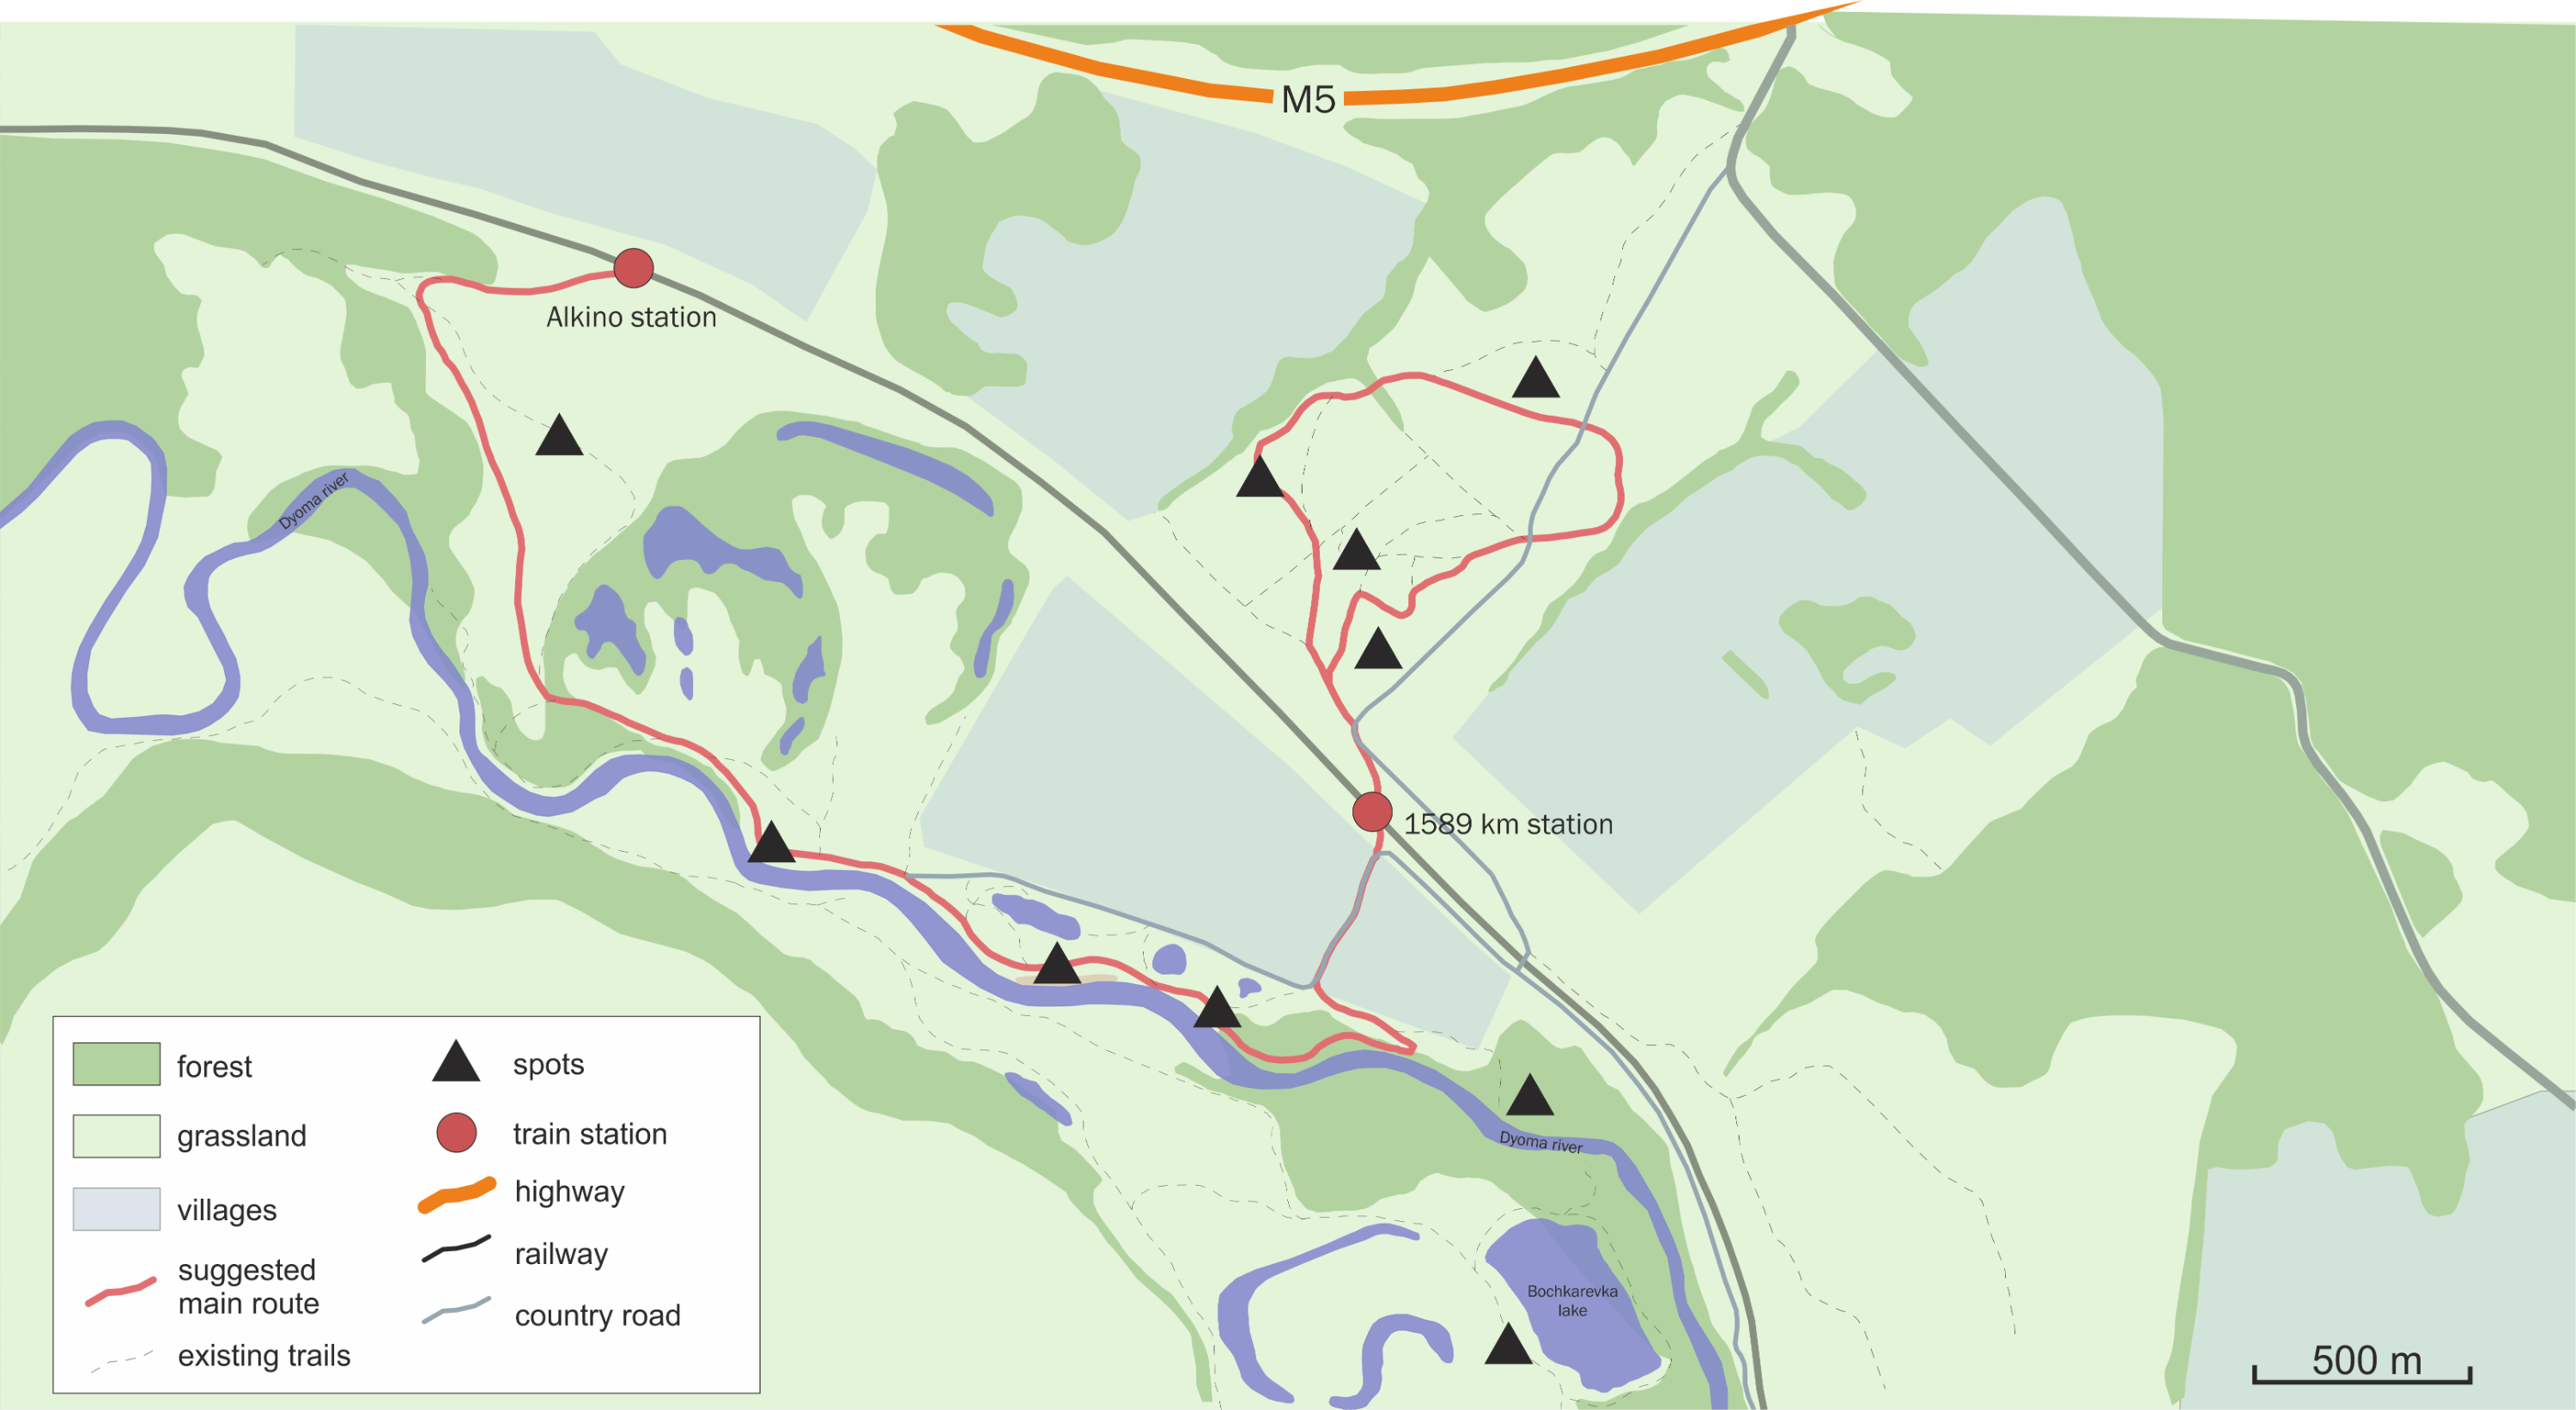 M5
Alkino station
Dyoma river
1589 km station
Dyoma river
Bochkarevka
lake
forest
grassland
villages
suggested
main route
existing trails
spots
train station
highway
railway
country road
500 m